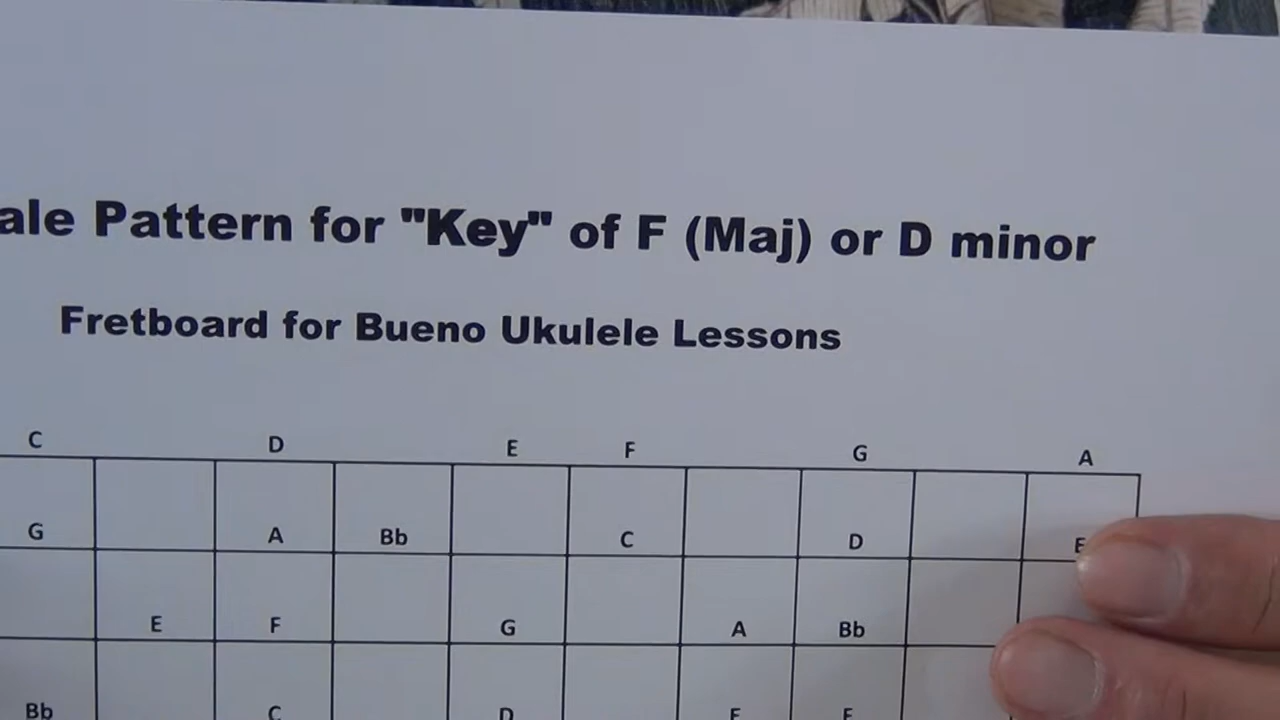 ale Pattern for "Key" of F (Maj) or D minor
Fretboard for Bueno Ukulele Lessons
C D E F G A
G A Bb C D E
E F G A Bb
Bb C D